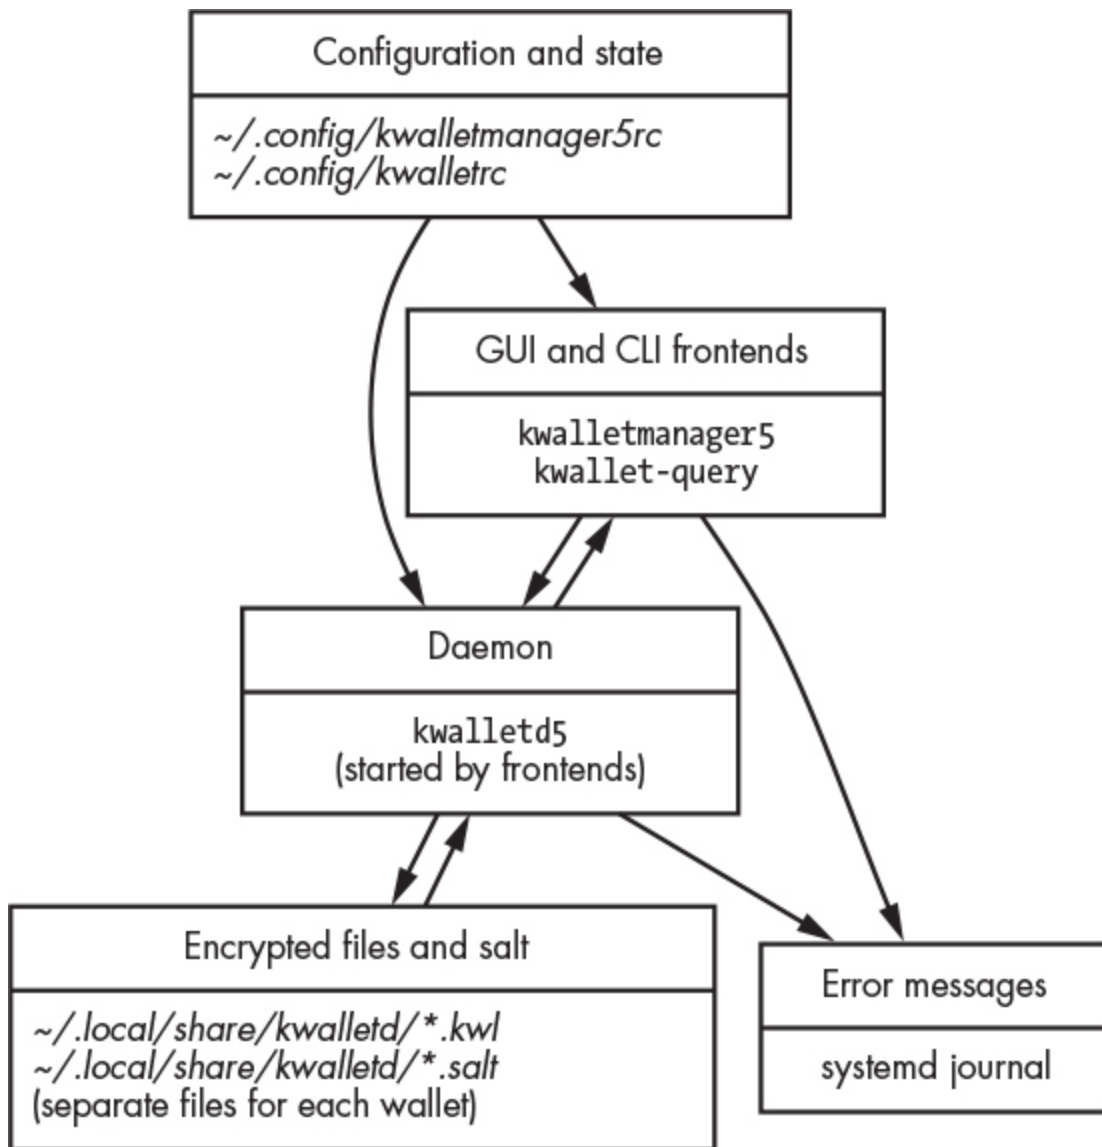 Configuration and state
~/.config/kwalletmanager5rc
~/.config/kwalletrc
GUI and CLI frontends
kwalletmanager5
kwallet-query
Daemon
kwalletd5
(started by frontends)
Encrypted files and salt
~/.local/share/kwalletd/*.kwl
~/.local/share/kwalletd/*.salt
(separate files for each wallet)
Error messages
systemd journal